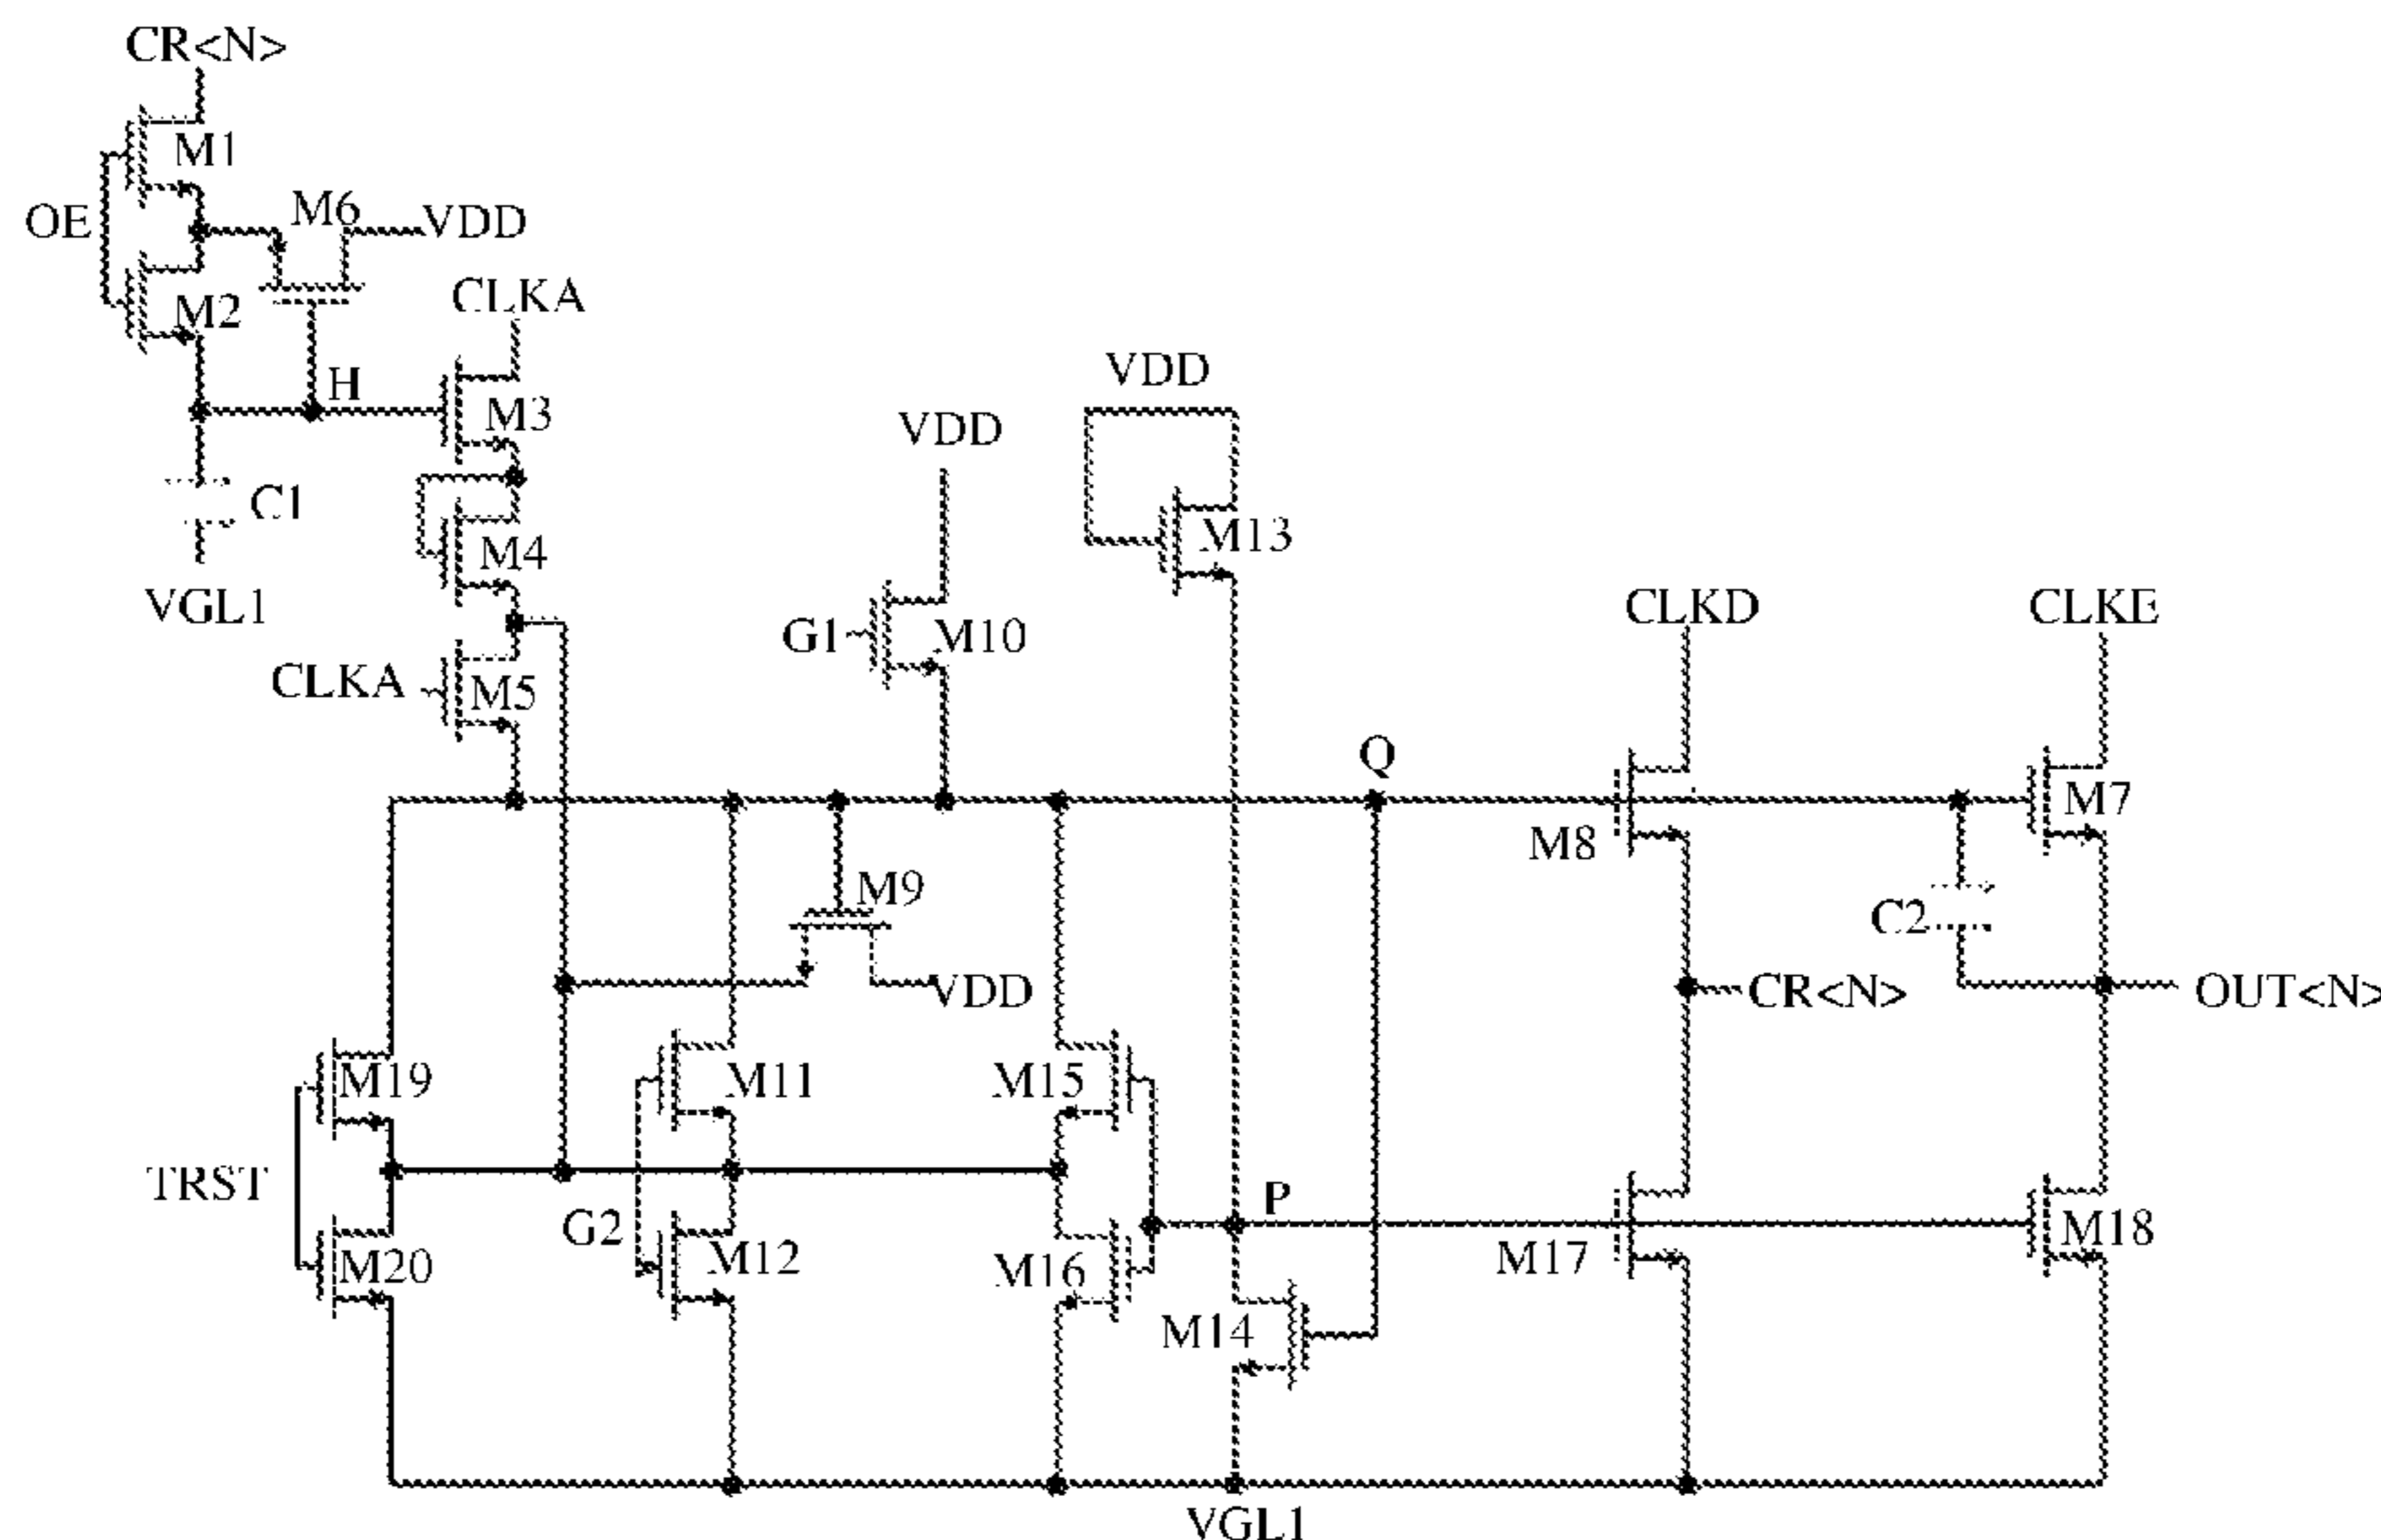 CR<N>
M1
OE
M6
VDD
M2
CLKA
H
M3
VDD
VDD
C1
M4
M13
VGL1
G1
M10
CLKD
CLKE
CLKA
M5
Q
M8
M7
M9
C2
VDD
CR<N>
OUT<N>
M19
M11
M15
TRST
P
G2
M20
M12
M16
M17
M18
M14
VGL1